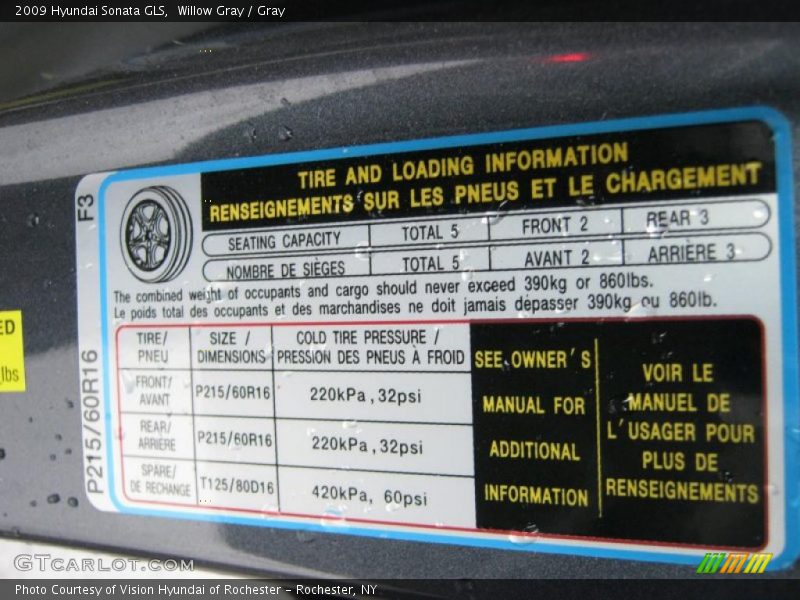 2009 Hyundai Sonata GLS, Willow Gray / Gray
F3
P215/60R16
TIRE AND LOADING INFORMATION
RENSEIGNEMENTS SUR LES PNEUS ET LE CHARGEMENT
SEATING CAPACITY TOTAL 5 FRONT 2 REAR 3
NOMBRE DE SIÈGES TOTAL 5 AVANT 2 ARRIÈRE 3
The combined weight of occupants and cargo should never exceed 390kg or 860lbs.
Le poids total des occupants et des marchandises ne doit jamais dépasser 390kg ou 860lb.
TIRE/ PNEU SIZE / DIMENSIONS COLD TIRE PRESSURE / PRESSION DES PNEUS À FROID
FRONT/ AVANT P215/60R16 220kPa, 32psi
REAR/ ARRIÈRE P215/60R16 220kPa, 32psi
SPARE/ DE RECHANGE T125/80D16 420kPa, 60psi
SEE OWNER'S
MANUAL FOR
ADDITIONAL
INFORMATION
VOIR LE
MANUEL DE
L'USAGER POUR
PLUS DE
RENSEIGNEMENTS
ED
lbs
GTCarLot.com
Photo Courtesy of Vision Hyundai of Rochester - Rochester, NY